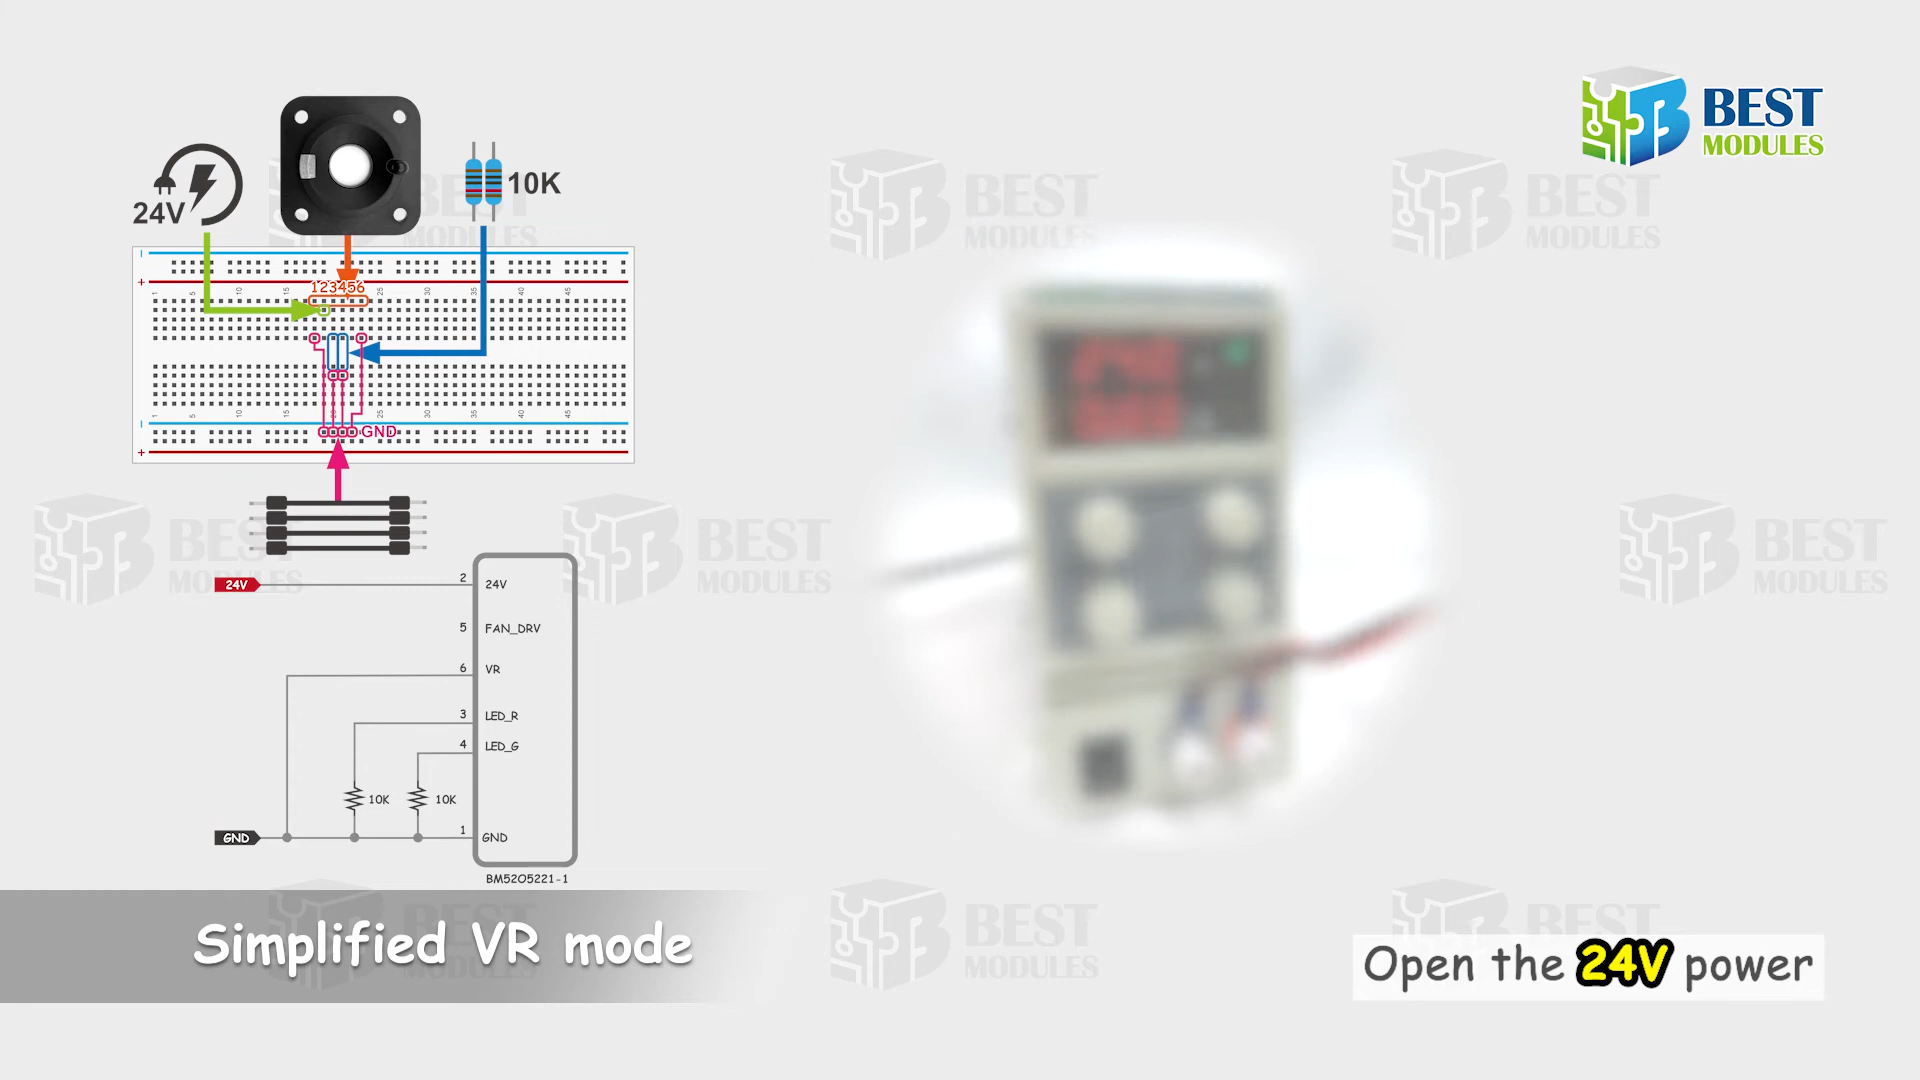 BEST
MODULES
24V
10K
123456
GND
24V
2
24V
5
FAN_DRV
6
VR
3
LED_R
4
LED_G
10K
10K
GND
1
GND
BM52O5221-1
Simplified VR mode
Open the 24V power